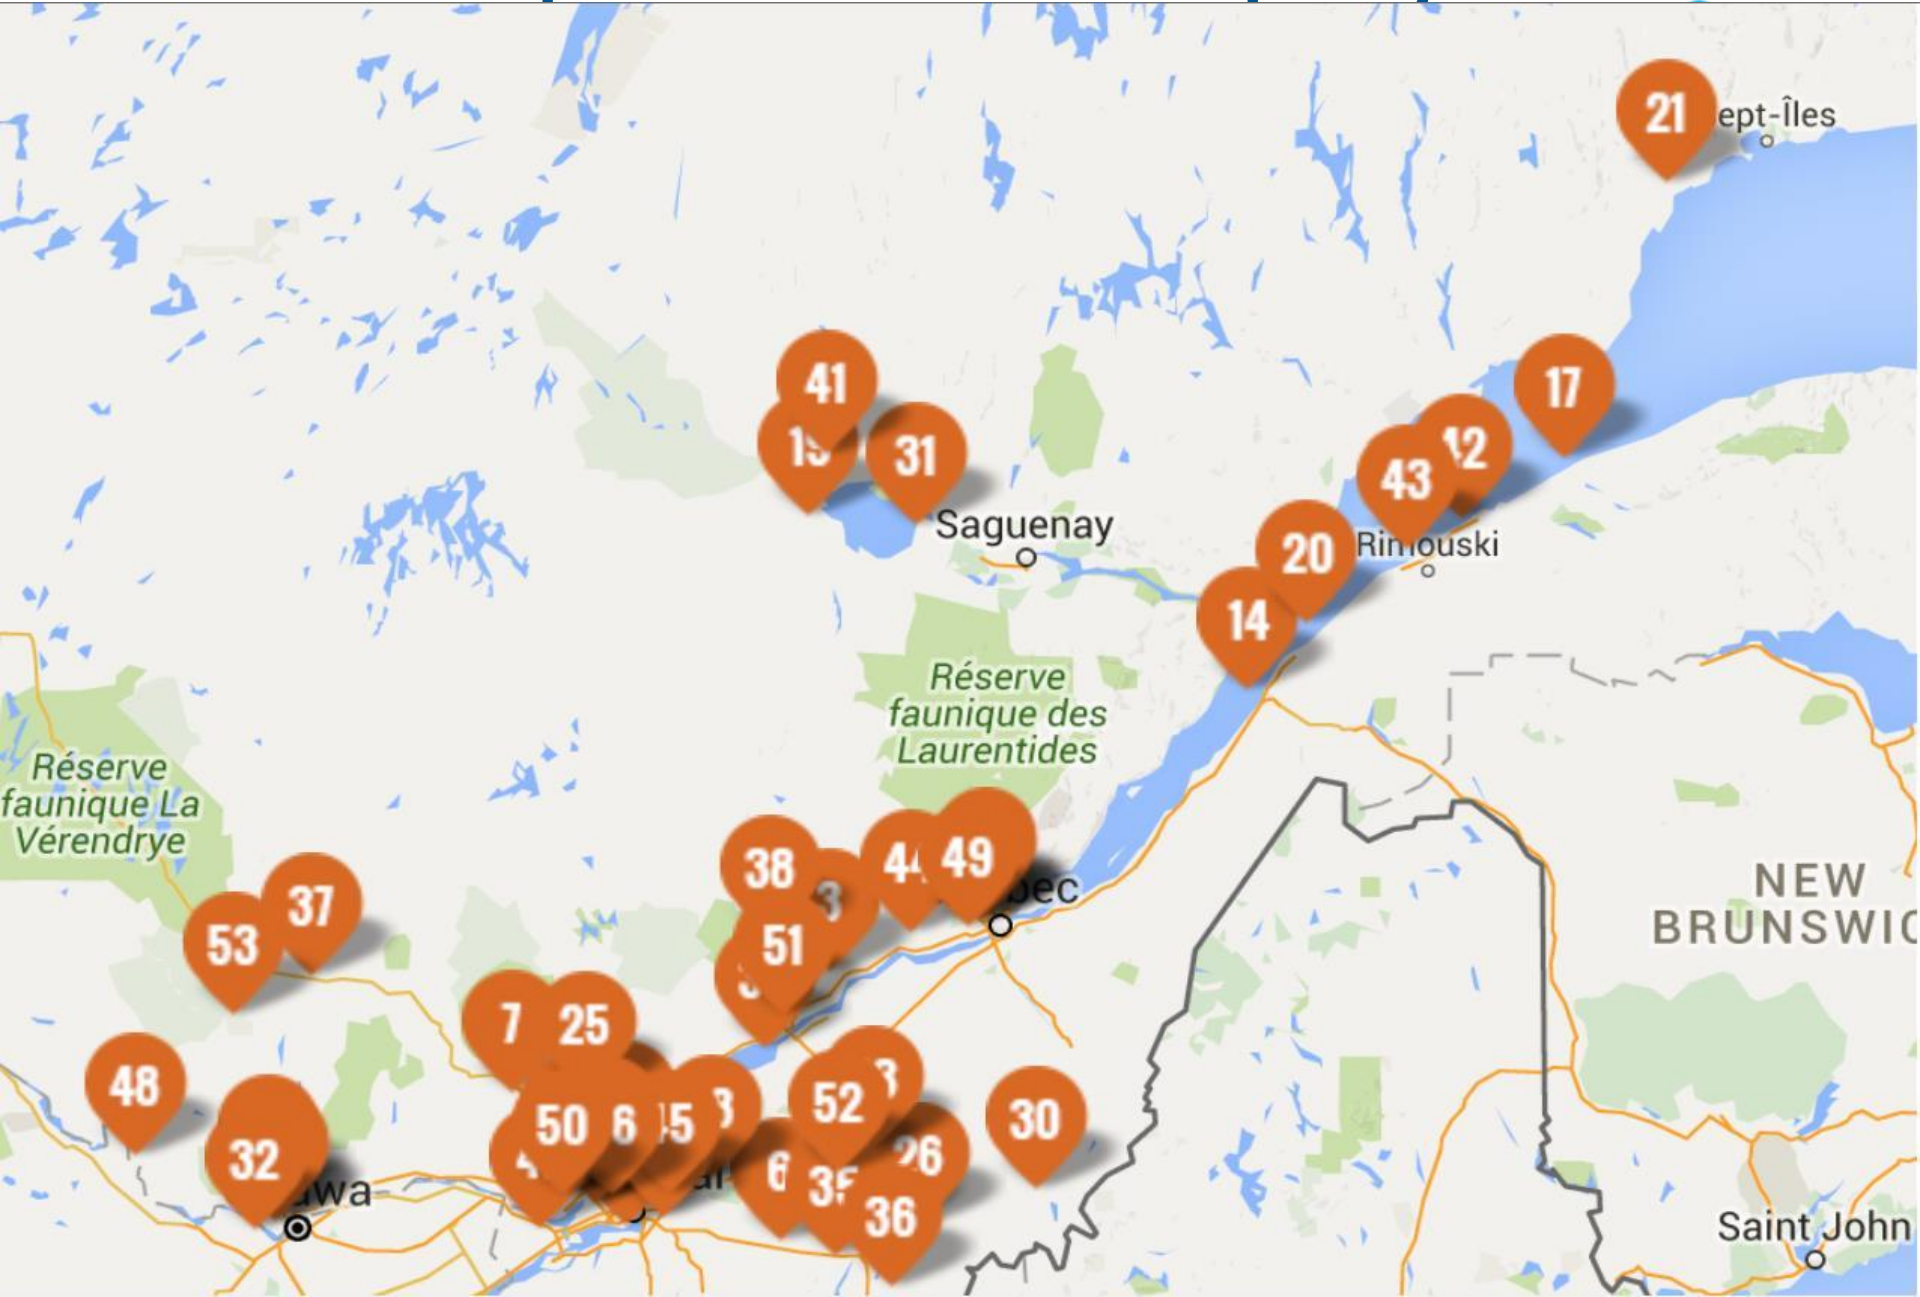 21
ept-Îles
41
17
31
43
Saguenay
20
Rimouski
14
Réserve
faunique des
Laurentides
Réserve
faunique La
Vérendrye
38
49
bec
NEW
BRUNSWIC
37
53
51
7
25
48
52
50
30
32
36
Saint John